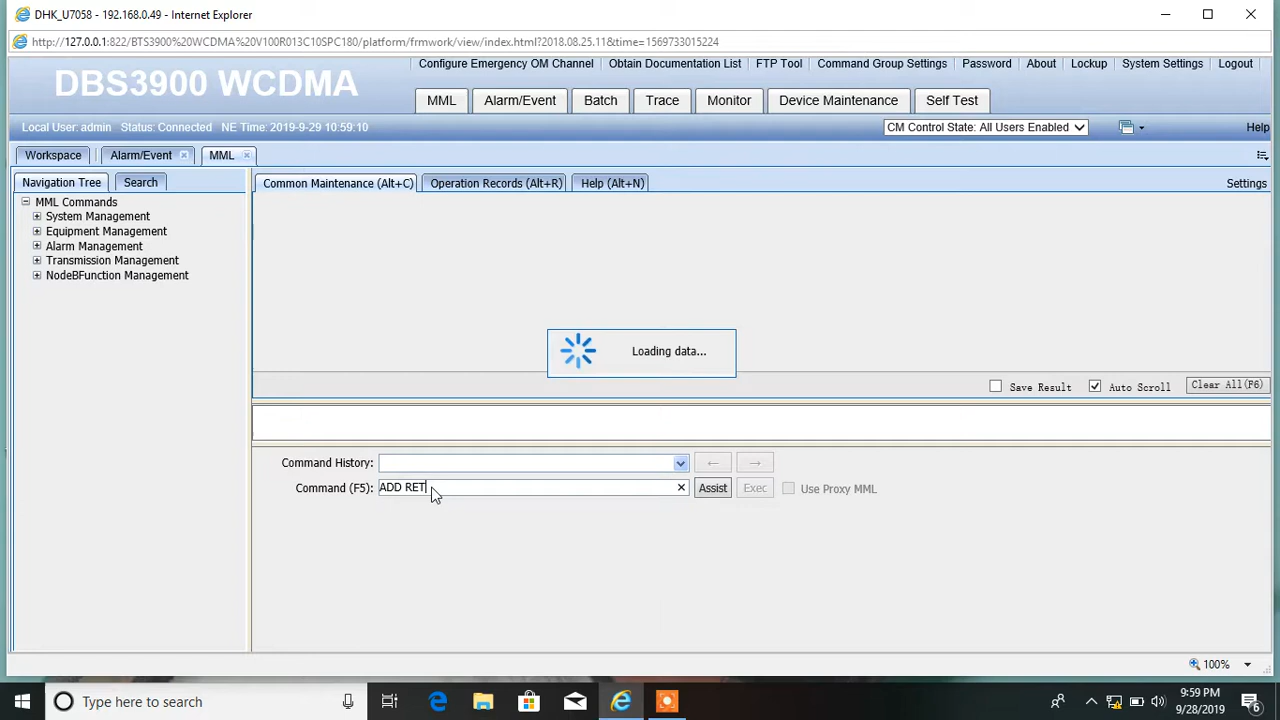 DHK_U7058 - 192.168.0.49 - Internet Explorer
http://127.0.0.1:822/BTS3900%20WCDMA%20V100R013C10SPC180/platform/frmwork/view/index.html?2018.08.25.11&time=1569733015224
Configure Emergency OM Channel Obtain Documentation List FTP Tool Command Group Settings Password About Lockup System Settings Logout
DBS3900 WCDMA
MML Alarm/Event Batch Trace Monitor Device Maintenance Self Test
Local User: admin Status: Connected NE Time: 2019-9-29 10:59:10 CM Control State: All Users Enabled Help
Workspace Alarm/Event MML
Navigation Tree Search Common Maintenance (Alt+C) Operation Records (Alt+R) Help (Alt+N) Settings
MML Commands
System Management
Equipment Management
Alarm Management
Transmission Management
NodeBFunction Management
Loading data...
Save Result Auto Scroll Clear All(F6)
Command History: ← →
Command (F5): ADD RET × Assist Exec Use Proxy MML
100%
Type here to search 9:59 PM
9/28/2019 6